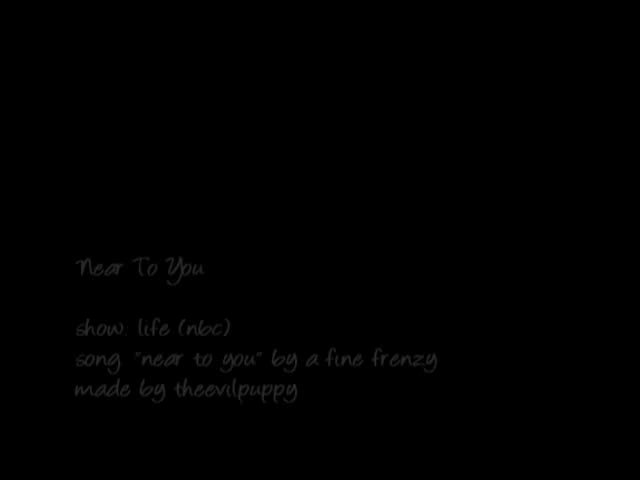 Near To You
show: life (nbc)
song: "near to you" by a fine frenzy
made by theevilpuppy